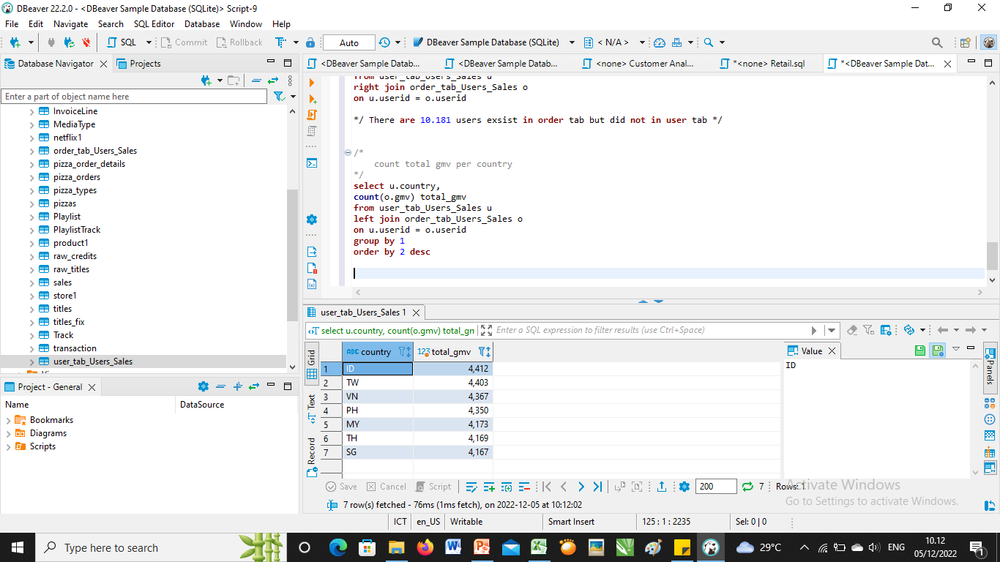 DBeaver 22.2.0 - <DBeaver Sample Database (SQLite)> Script-9
File Edit Navigate Search SQL Editor Database Window Help
SQL Commit Rollback Auto DBeaver Sample Database (SQLite) < N/A >
Database Navigator Projects
<DBeaver Sample Datab... <DBeaver Sample Datab... <none> Customer Anal... *<none> Retail.sql *<DBeaver Sample Dat...
Enter a part of object name here
InvoiceLine
MediaType
netflix1
order_tab_Users_Sales
pizza_order_details
pizza_orders
pizza_types
pizzas
Playlist
PlaylistTrack
product1
raw_credits
raw_titles
sales
store1
titles
titles_fix
Track
transaction
user_tab_Users_Sales
from user_tab_Users_Sales u
right join order_tab_Users_Sales o
on u.userid = o.userid
*/ There are 10.181 users exsist in order tab but did not in user tab */
/*
count total gmv per country
*/
select u.country,
count(o.gmv) total_gmv
from user_tab_Users_Sales u
left join order_tab_Users_Sales o
on u.userid = o.userid
group by 1
order by 2 desc
user_tab_Users_Sales 1
select u.country, count(o.gmv) total_gn Enter a SQL expression to filter results (use Ctrl+Space)
Grid
Text
Record
ABC country 123 total_gmv
1 ID 4,412
2 TW 4,403
3 VN 4,367
4 PH 4,350
5 MY 4,173
6 TH 4,169
7 SG 4,167
Value
ID
Panels
Project - General
Name DataSource
Bookmarks
Diagrams
Scripts
Save Cancel Script 200 7 Rows: 1
7 row(s) fetched - 76ms (1ms fetch), on 2022-12-05 at 10:12:02
Activate Windows
Go to Settings to activate Windows.
ICT en_US Writable Smart Insert 125 : 1 : 2235 Sel: 0 | 0
Type here to search
29°C ENG 10.12
05/12/2022
1